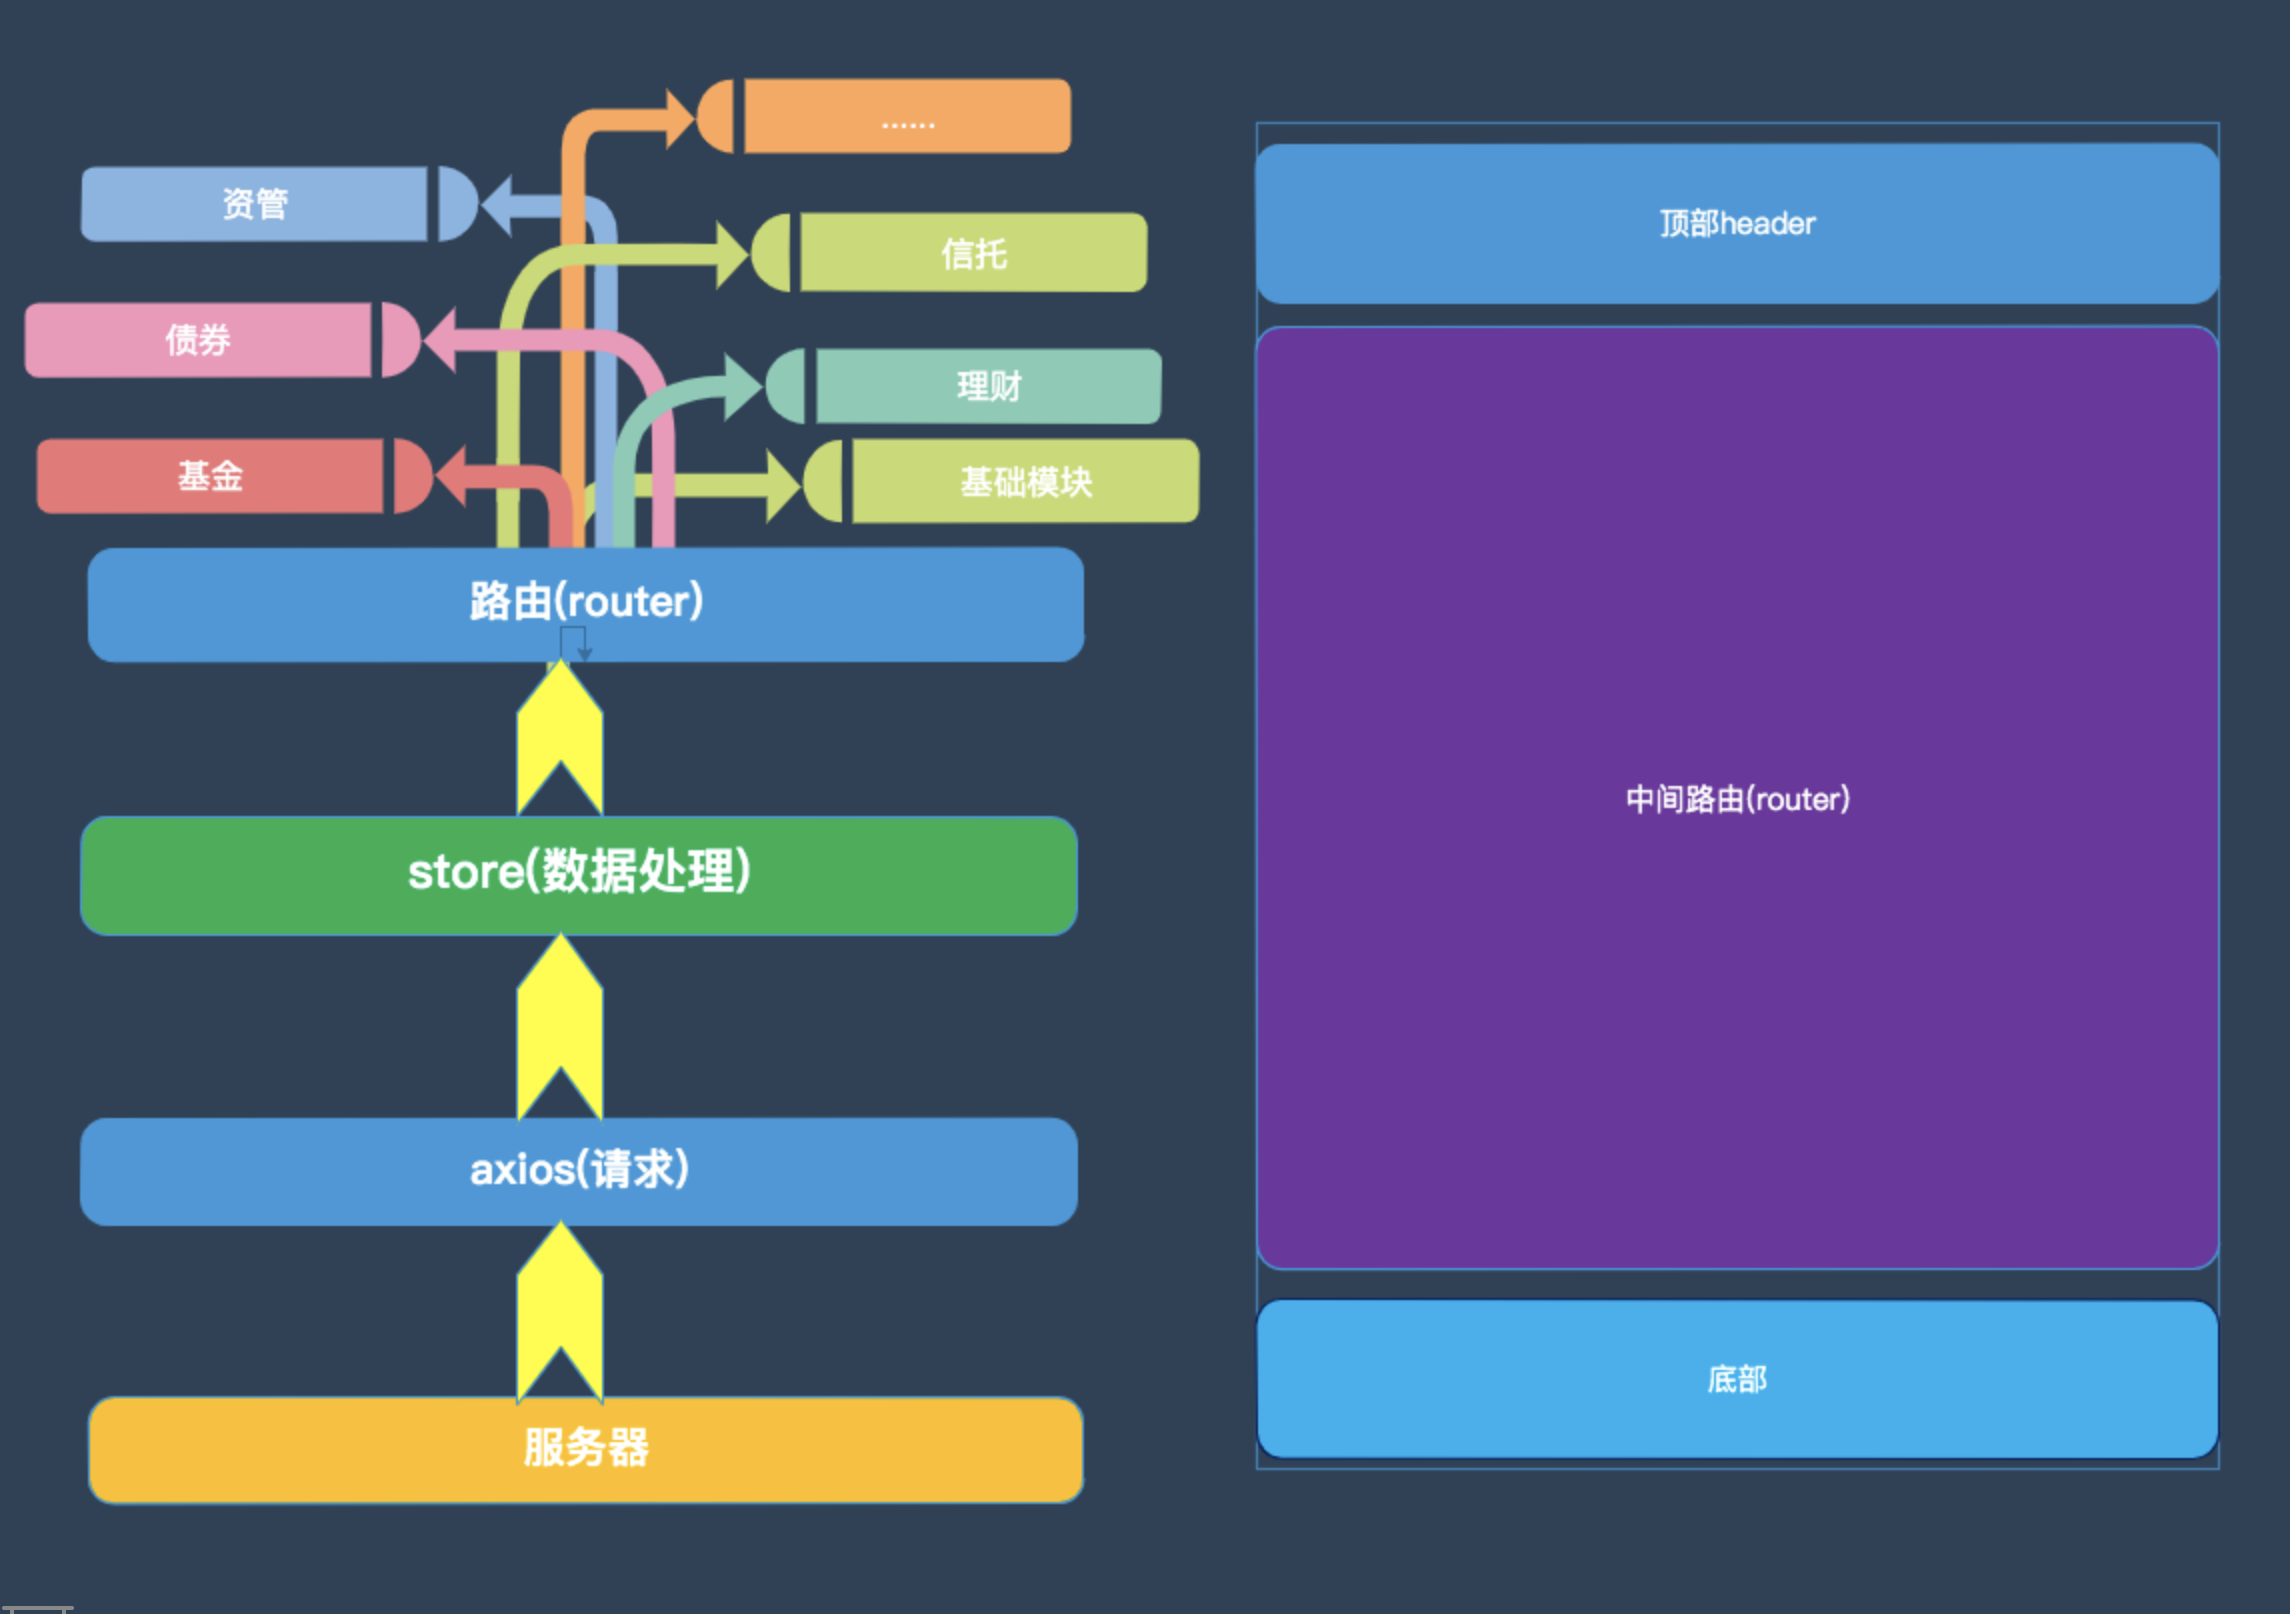 ……
资管
信托
债券
理财
基金
基础模块
路由(router)
store(数据处理)
axios(请求)
服务器
顶部header
中间路由(router)
底部